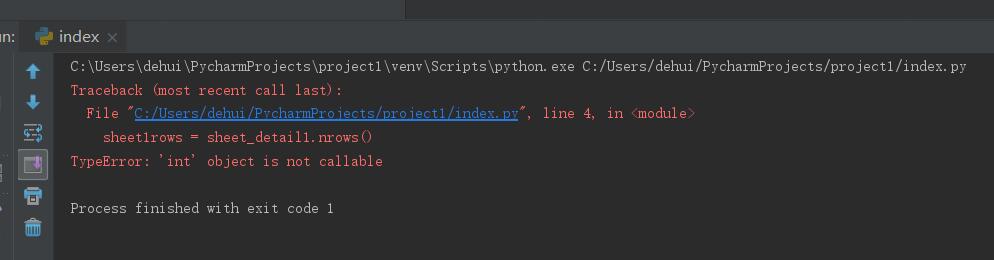 un:
index
C:\Users\dehui\PycharmProjects\project1\venv\Scripts\python.exe C:/Users/dehui/PycharmProjects/project1/index.py
Traceback (most recent call last):
  File "C:/Users/dehui/PycharmProjects/project1/index.py", line 4, in <module>
    sheet1rows = sheet_detail1.nrows()
TypeError: 'int' object is not callable
Process finished with exit code 1